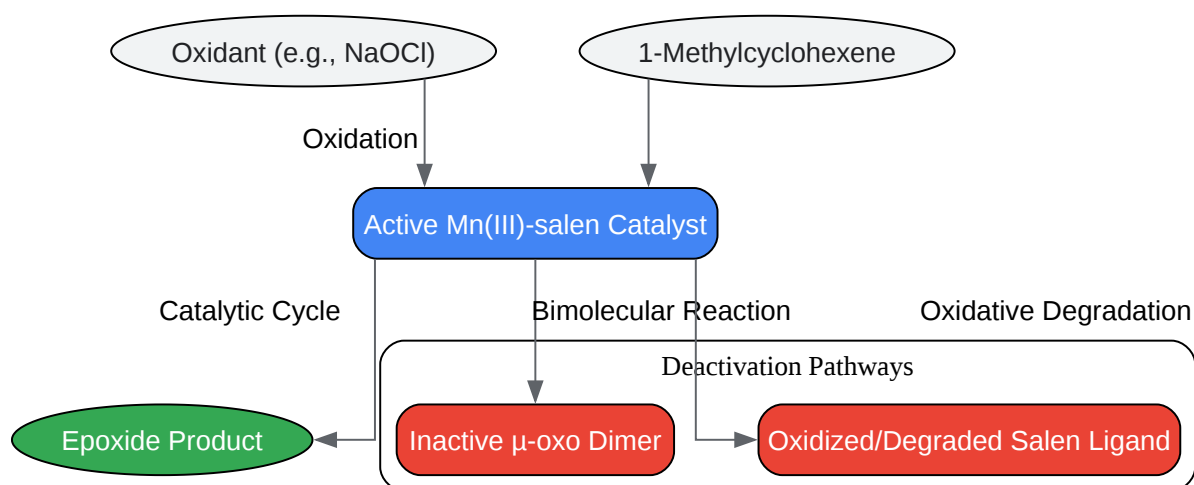 Oxidant (e.g., NaOCl)
1-Methylcyclohexene
Oxidation
Active Mn(III)-salen Catalyst
Catalytic Cycle
Bimolecular Reaction
Oxidative Degradation
Deactivation Pathways
Epoxide Product
Inactive µ-oxo Dimer
Oxidized/Degraded Salen Ligand